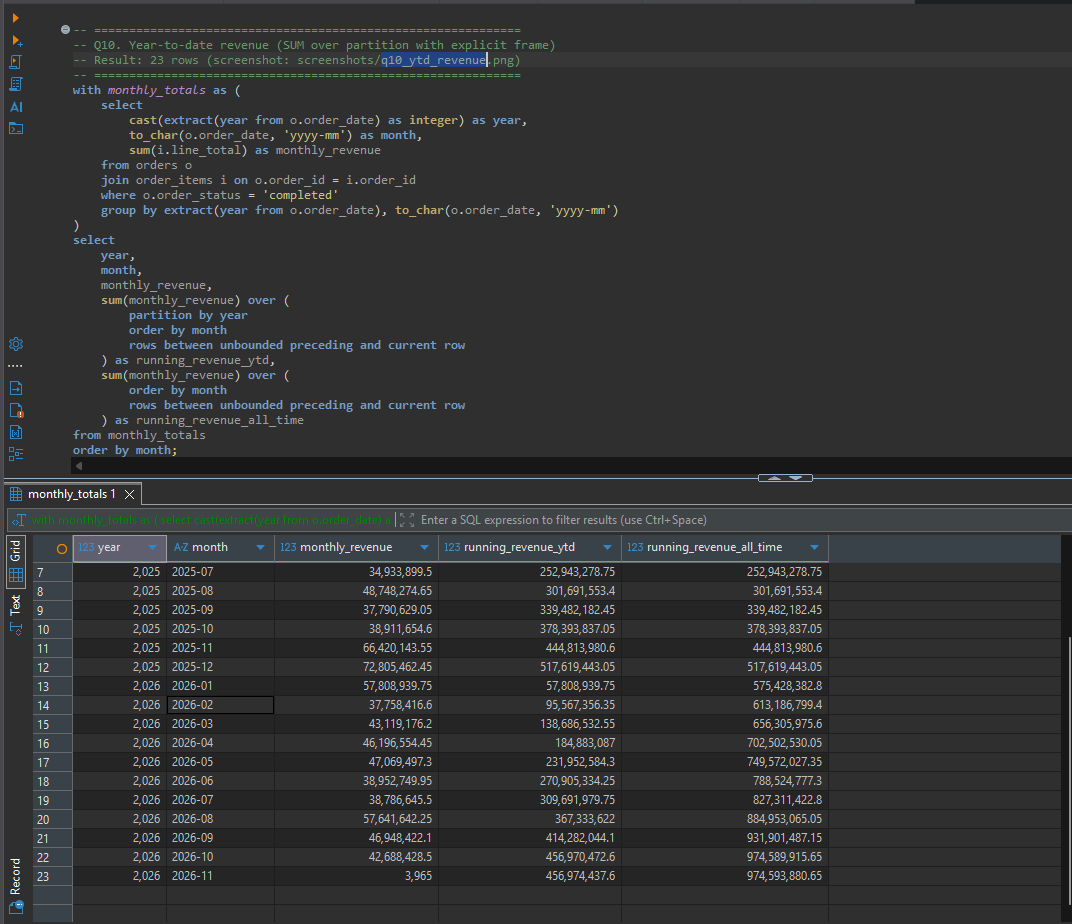 -- ============================================================
-- Q10. Year-to-date revenue (SUM over partition with explicit frame)
-- Result: 23 rows (screenshot: screenshots/q10_ytd_revenue.png)
-- ============================================================
with monthly_totals as (
select
cast(extract(year from o.order_date) as integer) as year,
to_char(o.order_date, 'yyyy-mm') as month,
sum(i.line_total) as monthly_revenue
from orders o
join order_items i on o.order_id = i.order_id
where o.order_status = 'completed'
group by extract(year from o.order_date), to_char(o.order_date, 'yyyy-mm')
)
select
year,
month,
monthly_revenue,
sum(monthly_revenue) over (
partition by year
order by month
rows between unbounded preceding and current row
) as running_revenue_ytd,
sum(monthly_revenue) over (
order by month
rows between unbounded preceding and current row
) as running_revenue_all_time
from monthly_totals
order by month;
AI
monthly_totals 1
with monthly_totals as ( select cast(extract(year from o.order_date) a Enter a SQL expression to filter results (use Ctrl+Space)
Grid
Text
Record
123 year A-Z month 123 monthly_revenue 123 running_revenue_ytd 123 running_revenue_all_time
7 2,025 2025-07 34,933,899.5 252,943,278.75 252,943,278.75
8 2,025 2025-08 48,748,274.65 301,691,553.4 301,691,553.4
9 2,025 2025-09 37,790,629.05 339,482,182.45 339,482,182.45
10 2,025 2025-10 38,911,654.6 378,393,837.05 378,393,837.05
11 2,025 2025-11 66,420,143.55 444,813,980.6 444,813,980.6
12 2,025 2025-12 72,805,462.45 517,619,443.05 517,619,443.05
13 2,026 2026-01 57,808,939.75 57,808,939.75 575,428,382.8
14 2,026 2026-02 37,758,416.6 95,567,356.35 613,186,799.4
15 2,026 2026-03 43,119,176.2 138,686,532.55 656,305,975.6
16 2,026 2026-04 46,196,554.45 184,883,087 702,502,530.05
17 2,026 2026-05 47,069,497.3 231,952,584.3 749,572,027.35
18 2,026 2026-06 38,952,749.95 270,905,334.25 788,524,777.3
19 2,026 2026-07 38,786,645.5 309,691,979.75 827,311,422.8
20 2,026 2026-08 57,641,642.25 367,333,622 884,953,065.05
21 2,026 2026-09 46,948,422.1 414,282,044.1 931,901,487.15
22 2,026 2026-10 42,688,428.5 456,970,472.6 974,589,915.65
23 2,026 2026-11 3,965 456,974,437.6 974,593,880.65